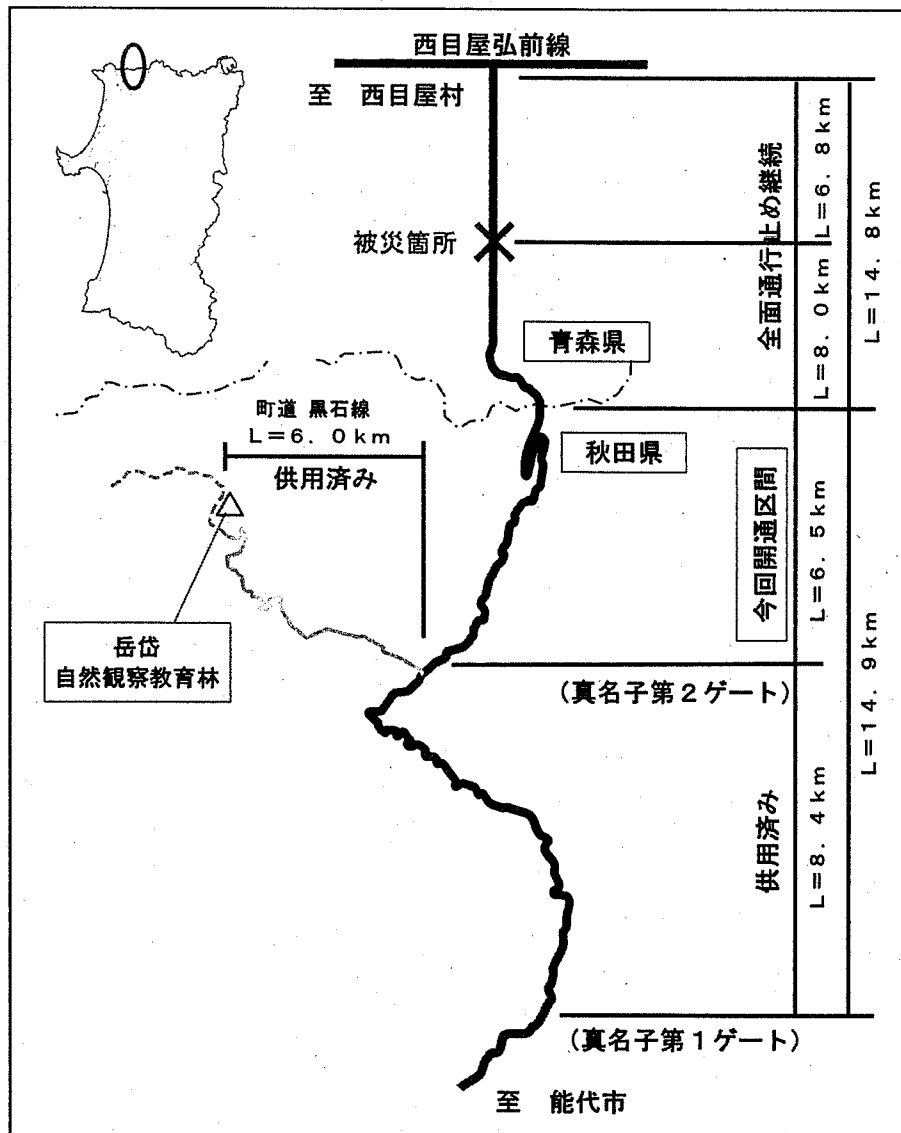 西目屋弘前線
至 西目屋村
被災箇所
全面通行止め継続
L=6.8km
L=8.0km
L=14.8km
青森県
町道 黒石線
L=6.0km
供用済み
秋田県
今回開通区間
L=6.5km
L=14.9km
岳岱
自然観察教育林
(真名子第2ゲート)
供用済み
L=8.4km
(真名子第1ゲート)
至 能代市